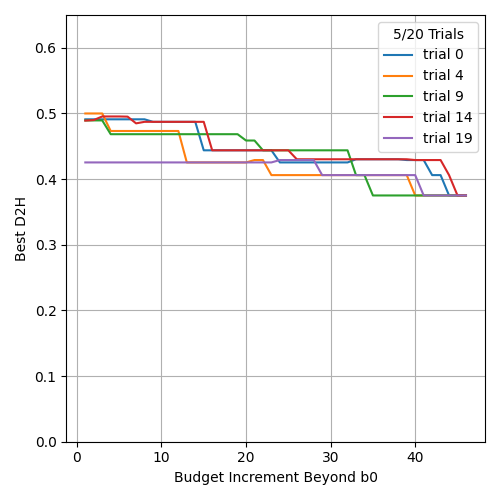 5/20 Trials
trial 0
trial 4
trial 9
trial 14
trial 19
0.6
0.5
0.4
0.3
0.2
0.1
0.0
Best D2H
0
10
20
30
40
Budget Increment Beyond b0